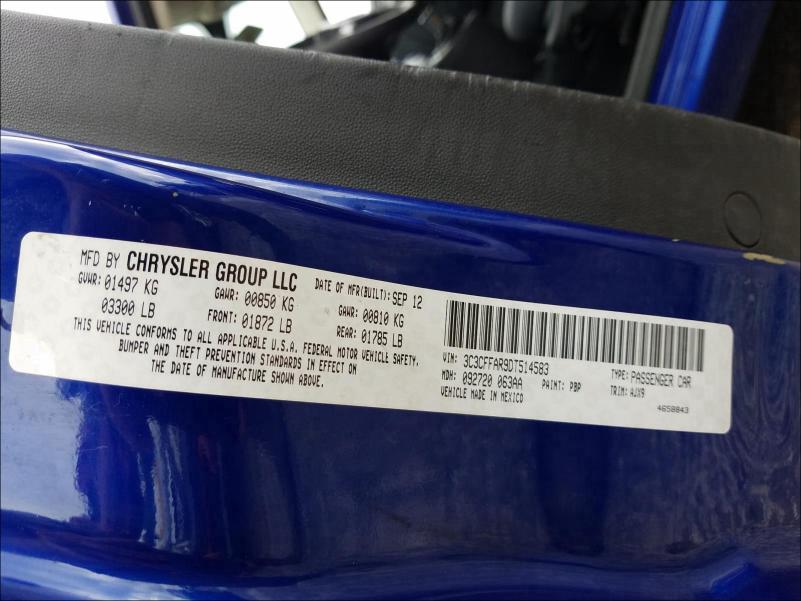 MFD BY CHRYSLER GROUP LLC DATE OF MFR(BUILT): SEP 12
GVWR: 01497 KG GAWR: 00850 KG GAWR: 00810 KG
03300 LB FRONT: 01872 LB REAR: 01785 LB
THIS VEHICLE CONFORMS TO ALL APPLICABLE U.S.A. FEDERAL MOTOR VEHICLE SAFETY,
BUMPER AND THEFT PREVENTION STANDARDS IN EFFECT ON
THE DATE OF MANUFACTURE SHOWN ABOVE.
VIN: 3C3CFFAR9DT514583 TYPE: PASSENGER CAR
MDH: 092720 063AA PAINT: PBP TRIM: AJX9
VEHICLE MADE IN MEXICO
4658843